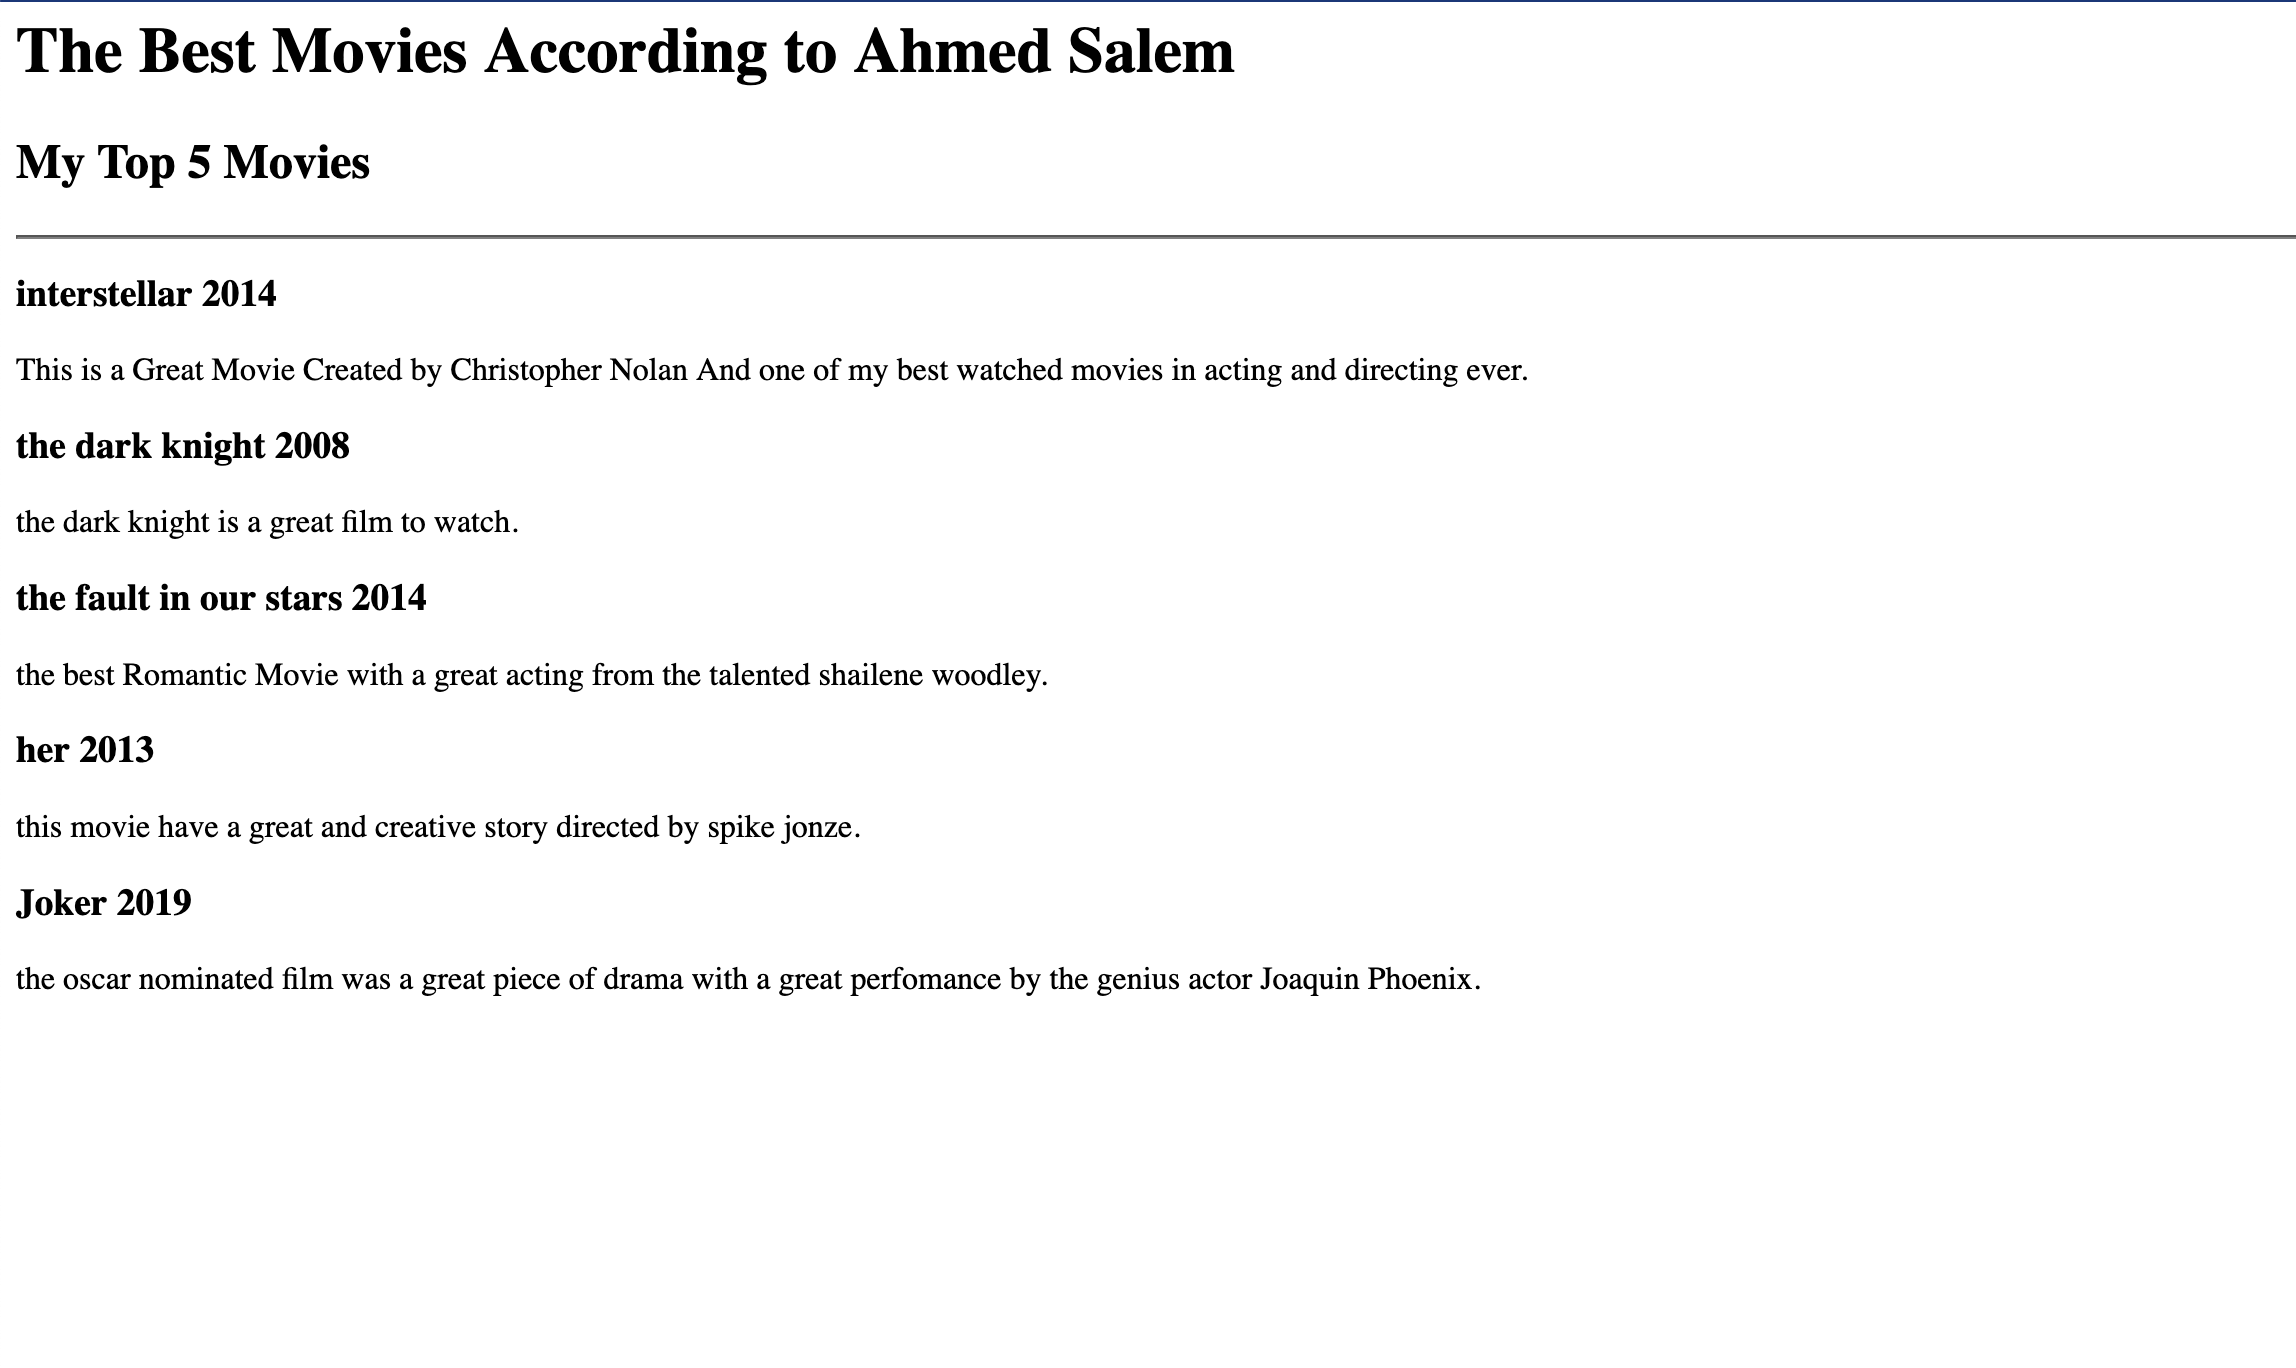 The Best Movies According to Ahmed Salem
My Top 5 Movies
interstellar 2014
This is a Great Movie Created by Christopher Nolan And one of my best watched movies in acting and directing ever.
the dark knight 2008
the dark knight is a great film to watch.
the fault in our stars 2014
the best Romantic Movie with a great acting from the talented shailene woodley.
her 2013
this movie have a great and creative story directed by spike jonze.
Joker 2019
the oscar nominated film was a great piece of drama with a great perfomance by the genius actor Joaquin Phoenix.